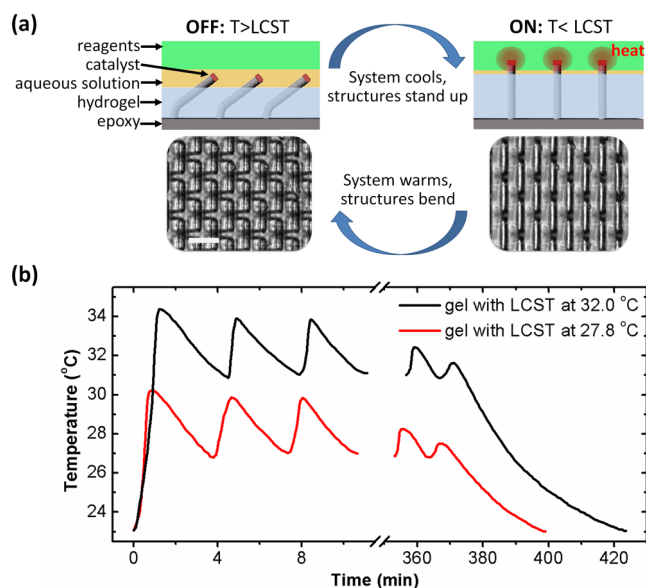 (a)
OFF: T>LCST
ON: T< LCST
reagents
catalyst
aqueous solution
hydrogel
epoxy
System cools,
structures stand up
heat
System warms,
structures bend
(b)
gel with LCST at 32.0 °C
gel with LCST at 27.8 °C
Temperature (°C)
34
32
30
28
26
24
0 4 8 360 380 400 420
Time (min)